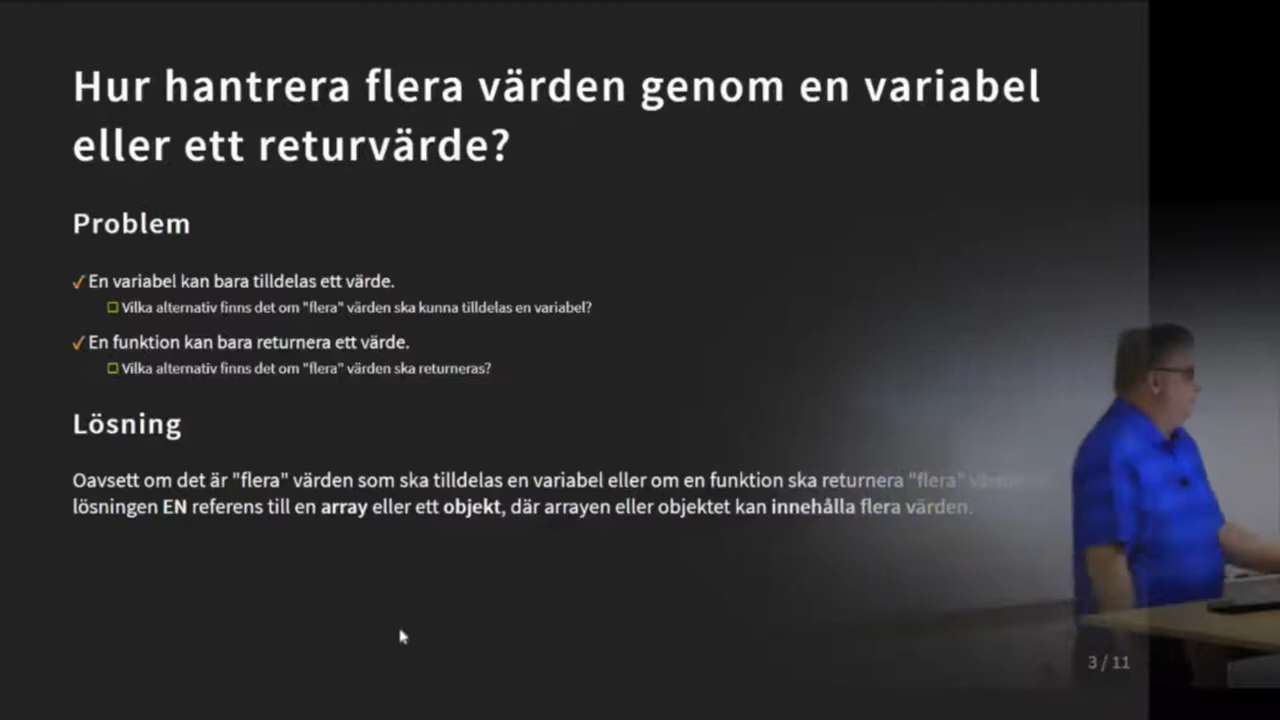 Hur hantrera flera värden genom en variabel
eller ett returvärde?
Problem
✓ En variabel kan bara tilldelas ett värde.
☐ Vilka alternativ finns det om "flera" värden ska kunna tilldelas en variabel?
✓ En funktion kan bara returnera ett värde.
☐ Vilka alternativ finns det om "flera" värden ska returneras?
Lösning
Oavsett om det är "flera" värden som ska tilldelas en variabel eller om en funktion ska returnera "flera"
lösningen EN referens till en array eller ett objekt, där arrayen eller objektet kan innehålla flera värden.
3 / 11